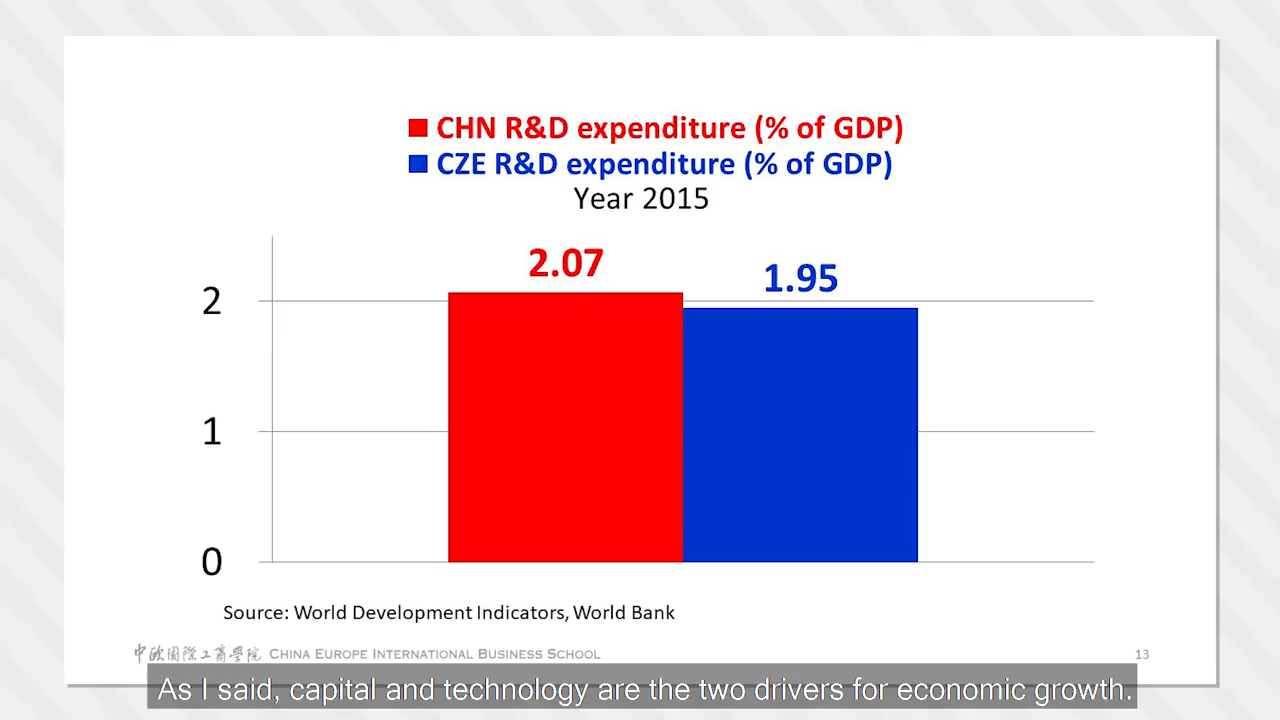 CHN R&D expenditure (% of GDP)
CZE R&D expenditure (% of GDP)
Year 2015
2.07
1.95
2
1
0
Source: World Development Indicators, World Bank
中欧國際工商學院 CHINA EUROPE INTERNATIONAL BUSINESS SCHOOL
13
As I said, capital and technology are the two drivers for economic growth.